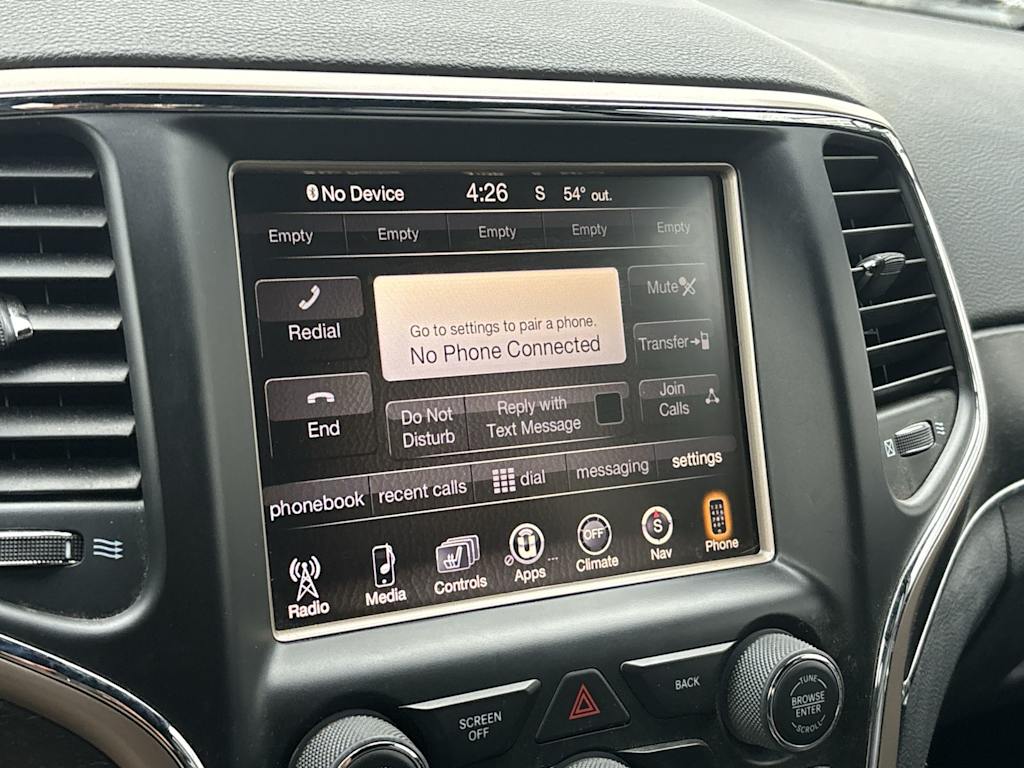 No Device 4:26 S 54° out.
Empty Empty Empty Empty Empty
Redial
Go to settings to pair a phone.
No Phone Connected
Mute
Transfer
End
Do Not
Disturb
Reply with
Text Message
Join
Calls
phonebook recent calls dial messaging settings
Radio Media Controls Apps Climate Nav Phone
OFF
S
SCREEN
OFF
BACK
TUNE
BROWSE
ENTER
SCROLL